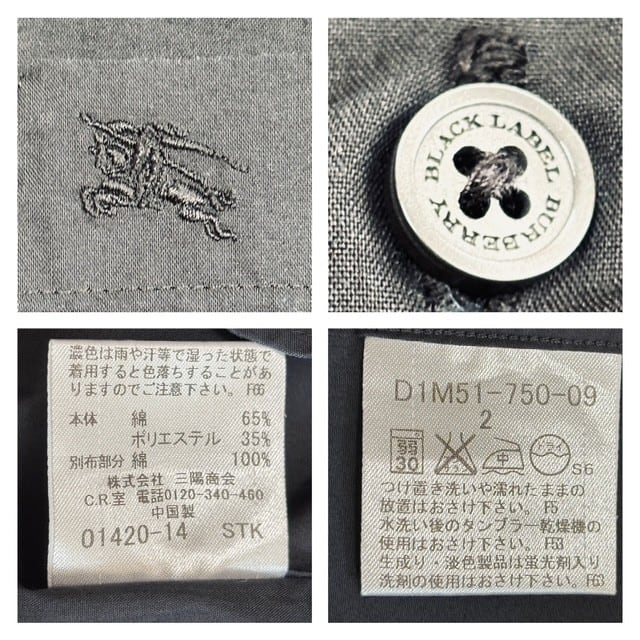 BLACK LABEL BURBERRY
濃色は雨や汗等で湿った状態で
着用すると色落ちすることがあ
りますのでご注意下さい。F66
本体 綿 65%
ポリエステル 35%
別布部分 綿 100%
株式会社 三陽商会
C.R室 電話0120-340-460
中国製
01420-14 STK
D1M51-750-09
2
弱
30
中
ドライ
S6
つけ置き洗いや濡れたままの
放置はおさけ下さい。F5
水洗い後のタンブラー乾燥機の
使用はおさけ下さい。F53
生成り・淡色製品は蛍光剤入り
洗剤の使用はおさけ下さい。F63